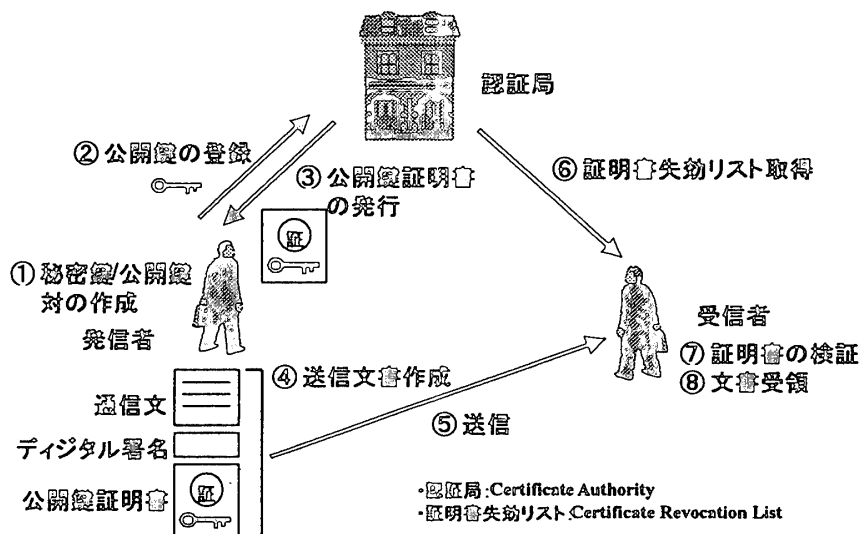 認証局
② 公開鍵の登録
③ 公開鍵証明書
の発行
証
⑥ 証明書失効リスト取得
① 秘密鍵/公開鍵
対の作成
発信者
受信者
⑦ 証明書の検証
⑧ 文書受領
④ 送信文書作成
⑤ 送信
通信文
ディジタル署名
公開鍵証明書
証
・認証局:Certificate Authority
・証明書失効リスト:Certificate Revocation List